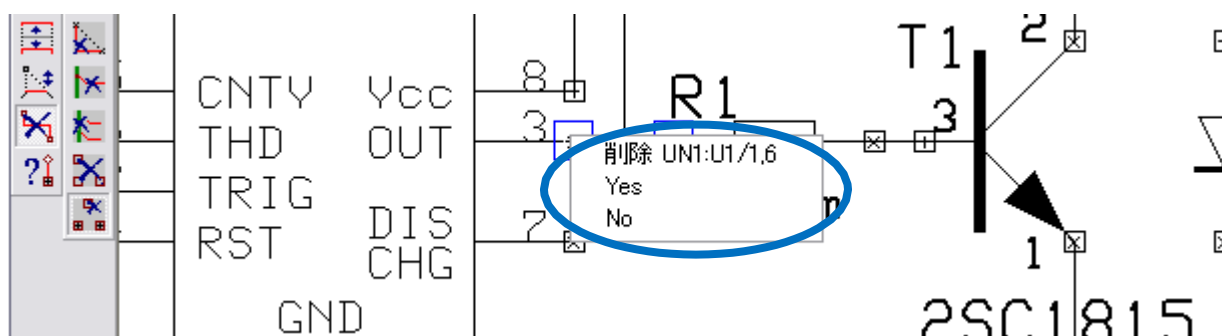 CNTV
Vcc
8
THD
OUT
3
TRIG
RST
DIS
CHG
7
GND
R1
削除 UN1:U1/1,6
Yes
No
T1
2
3
1
2SC1815
?